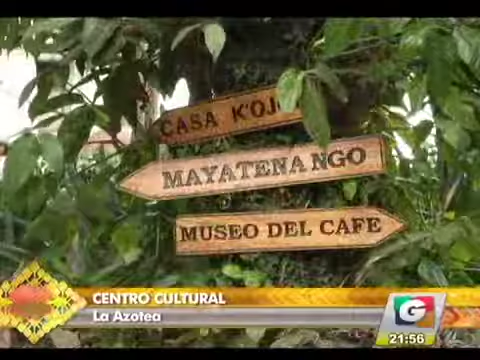 CASA K'OJ
MAYATENANGO
MUSEO DEL CAFE
CENTRO CULTURAL
La Azotea
G
21:56